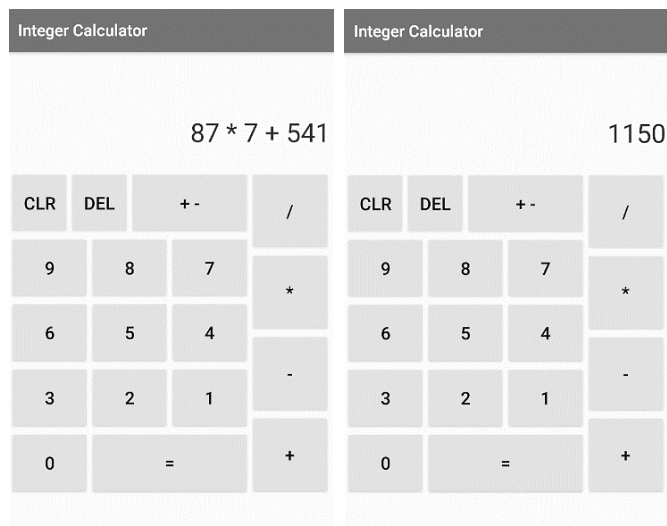 Integer Calculator
87 * 7 + 541
CLR DEL + - /
9 8 7
*
6 5 4
-
3 2 1
0 = +
Integer Calculator
1150
CLR DEL + - /
9 8 7
*
6 5 4
-
3 2 1
0 = +